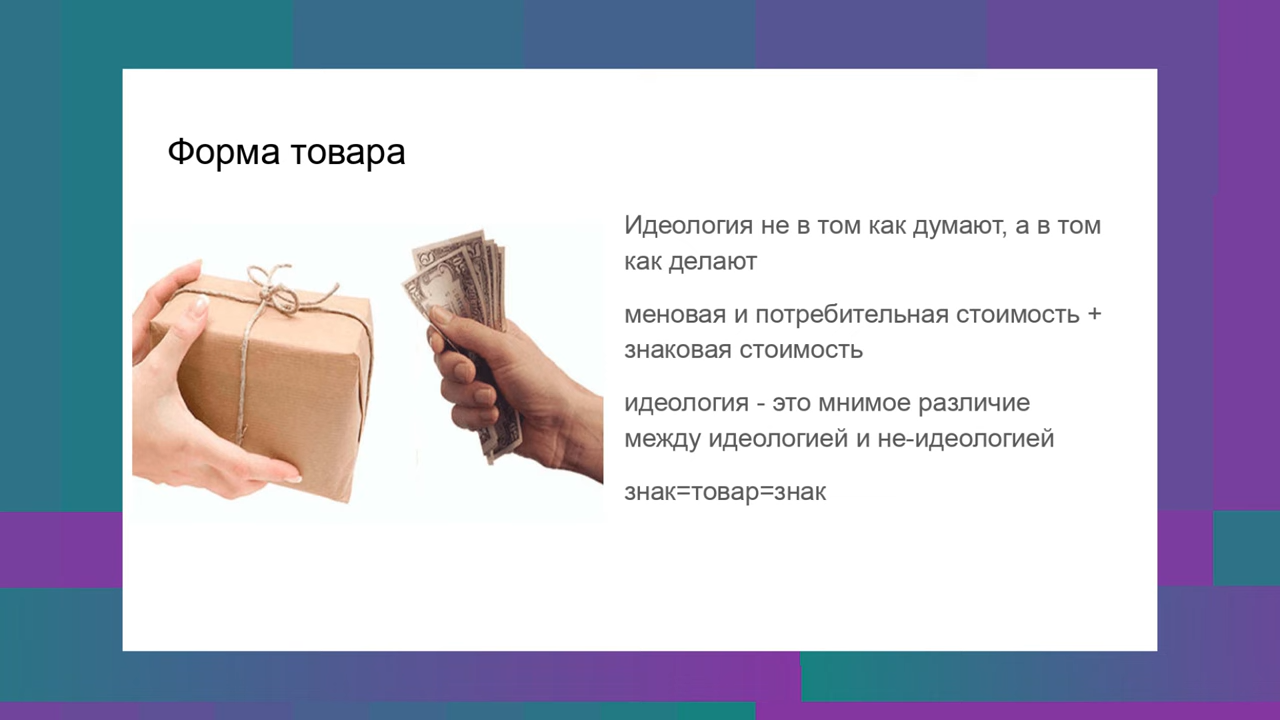 Форма товара
Идеология не в том как думают, а в том
как делают
меновая и потребительная стоимость +
знаковая стоимость
идеология - это мнимое различие
между идеологией и не-идеологией
знак=товар=знак